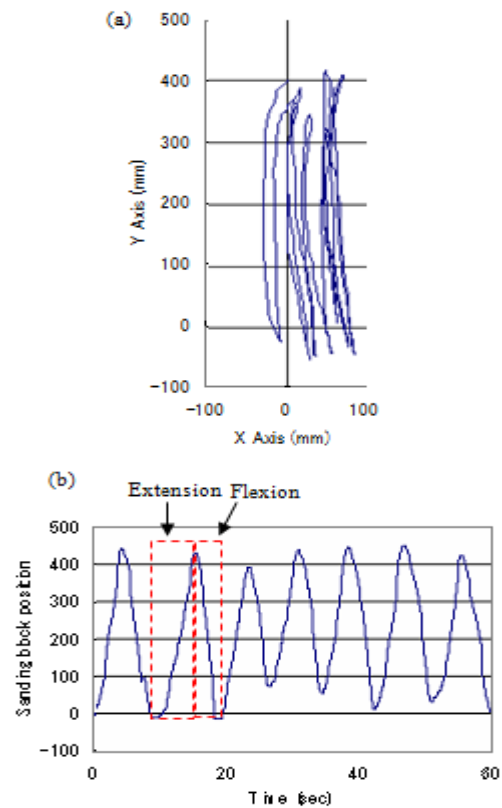 (a)
500
400
300
200
100
0
-100
Y Axis (mm)
-100 0 100
X Axis (mm)
(b)
Extension Flexion
500
400
300
200
100
0
-100
Sanding block position
0 20 40 60
Time (sec)